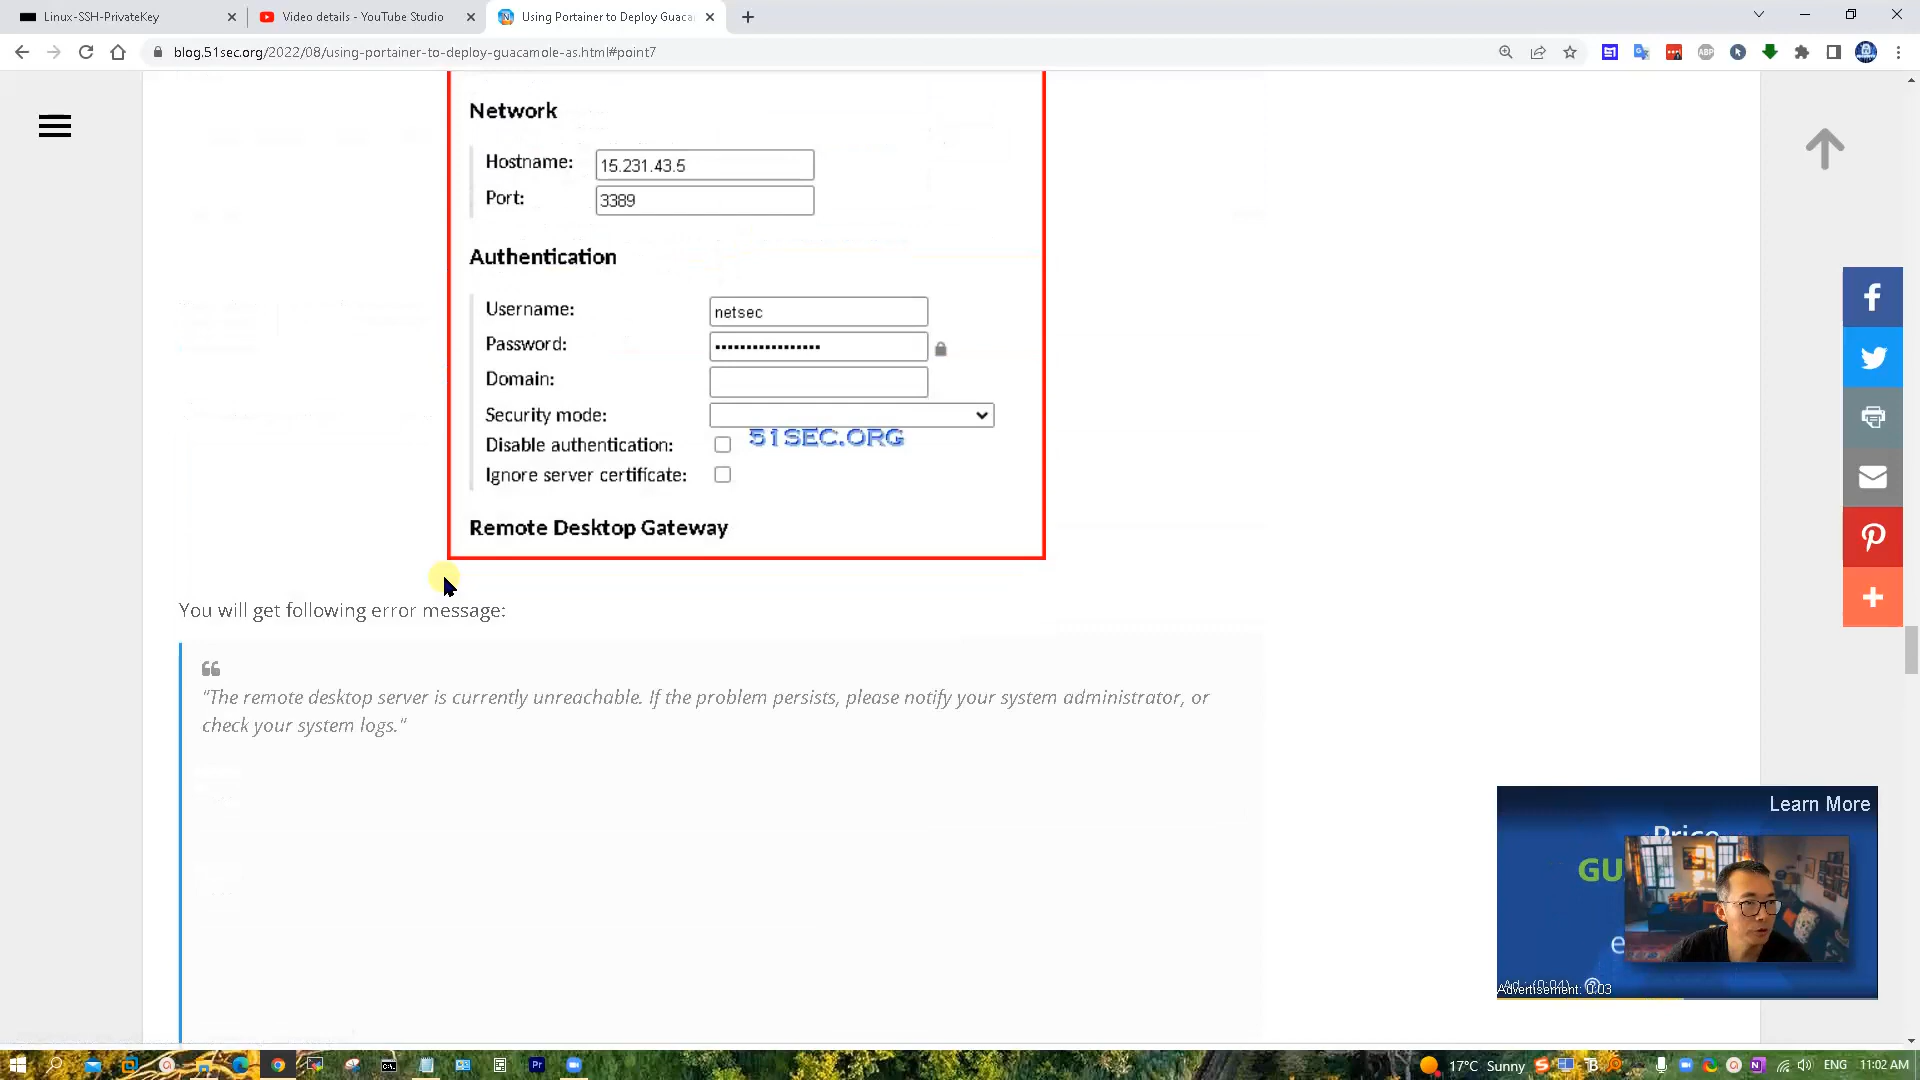 Linux-SSH-PrivateKey
Video details - YouTube Studio
Using Portainer to Deploy Guaca
blog.51sec.org/2022/08/using-portainer-to-deploy-guacamole-as.html#point7
Network
Hostname: 15.231.43.5
Port: 3389
Authentication
Username: netsec
Password: •••••••••••••••••
Domain:
Security mode:
51SEC.ORG
Disable authentication:
Ignore server certificate:
Remote Desktop Gateway
You will get following error message:
"The remote desktop server is currently unreachable. If the problem persists, please notify your system administrator, or
check your system logs."
Learn More
Price
GU
e
Advertisement: 0:03
17°C Sunny
ENG
11:02 AM